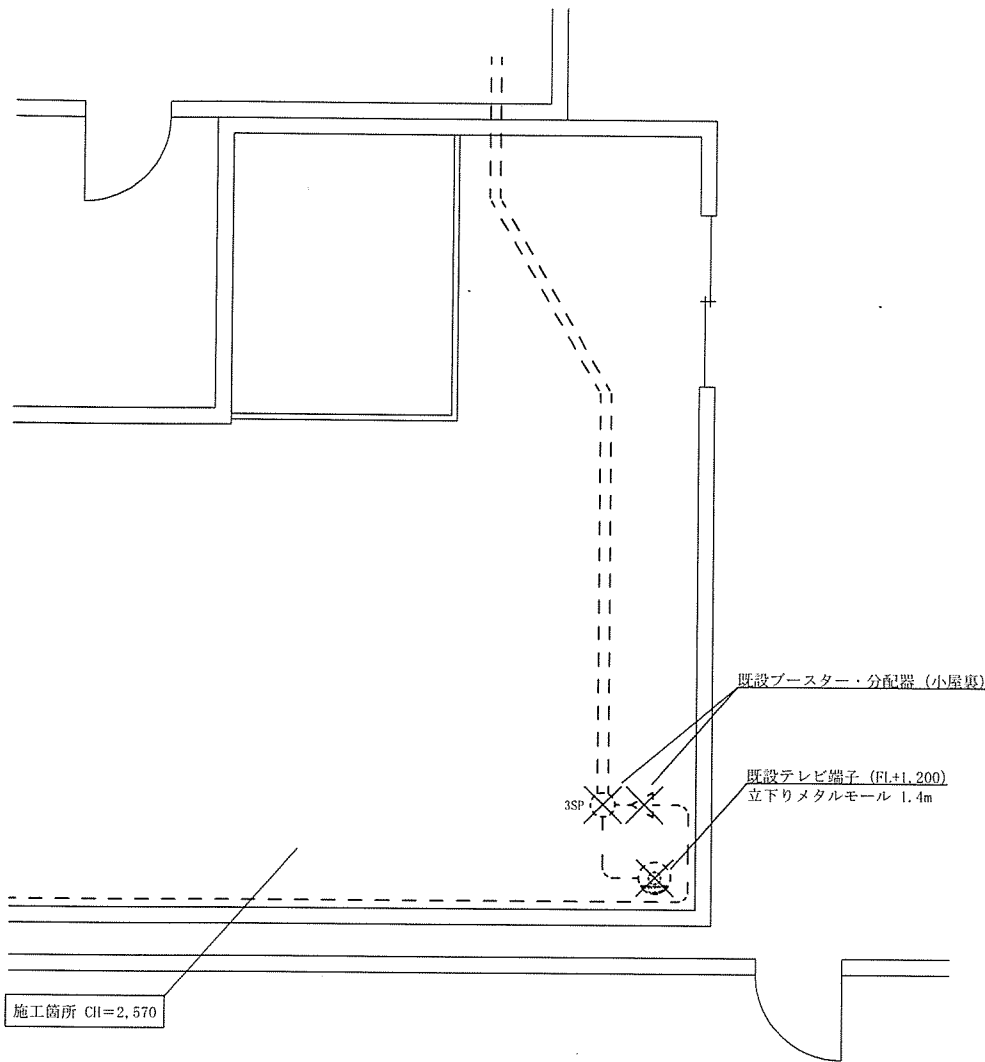 既設ブースター・分配器 (小屋裏)
既設テレビ端子 (FL+1,200)
立下りメタルモール 1.4m
3SP
施工箇所 CH=2,570